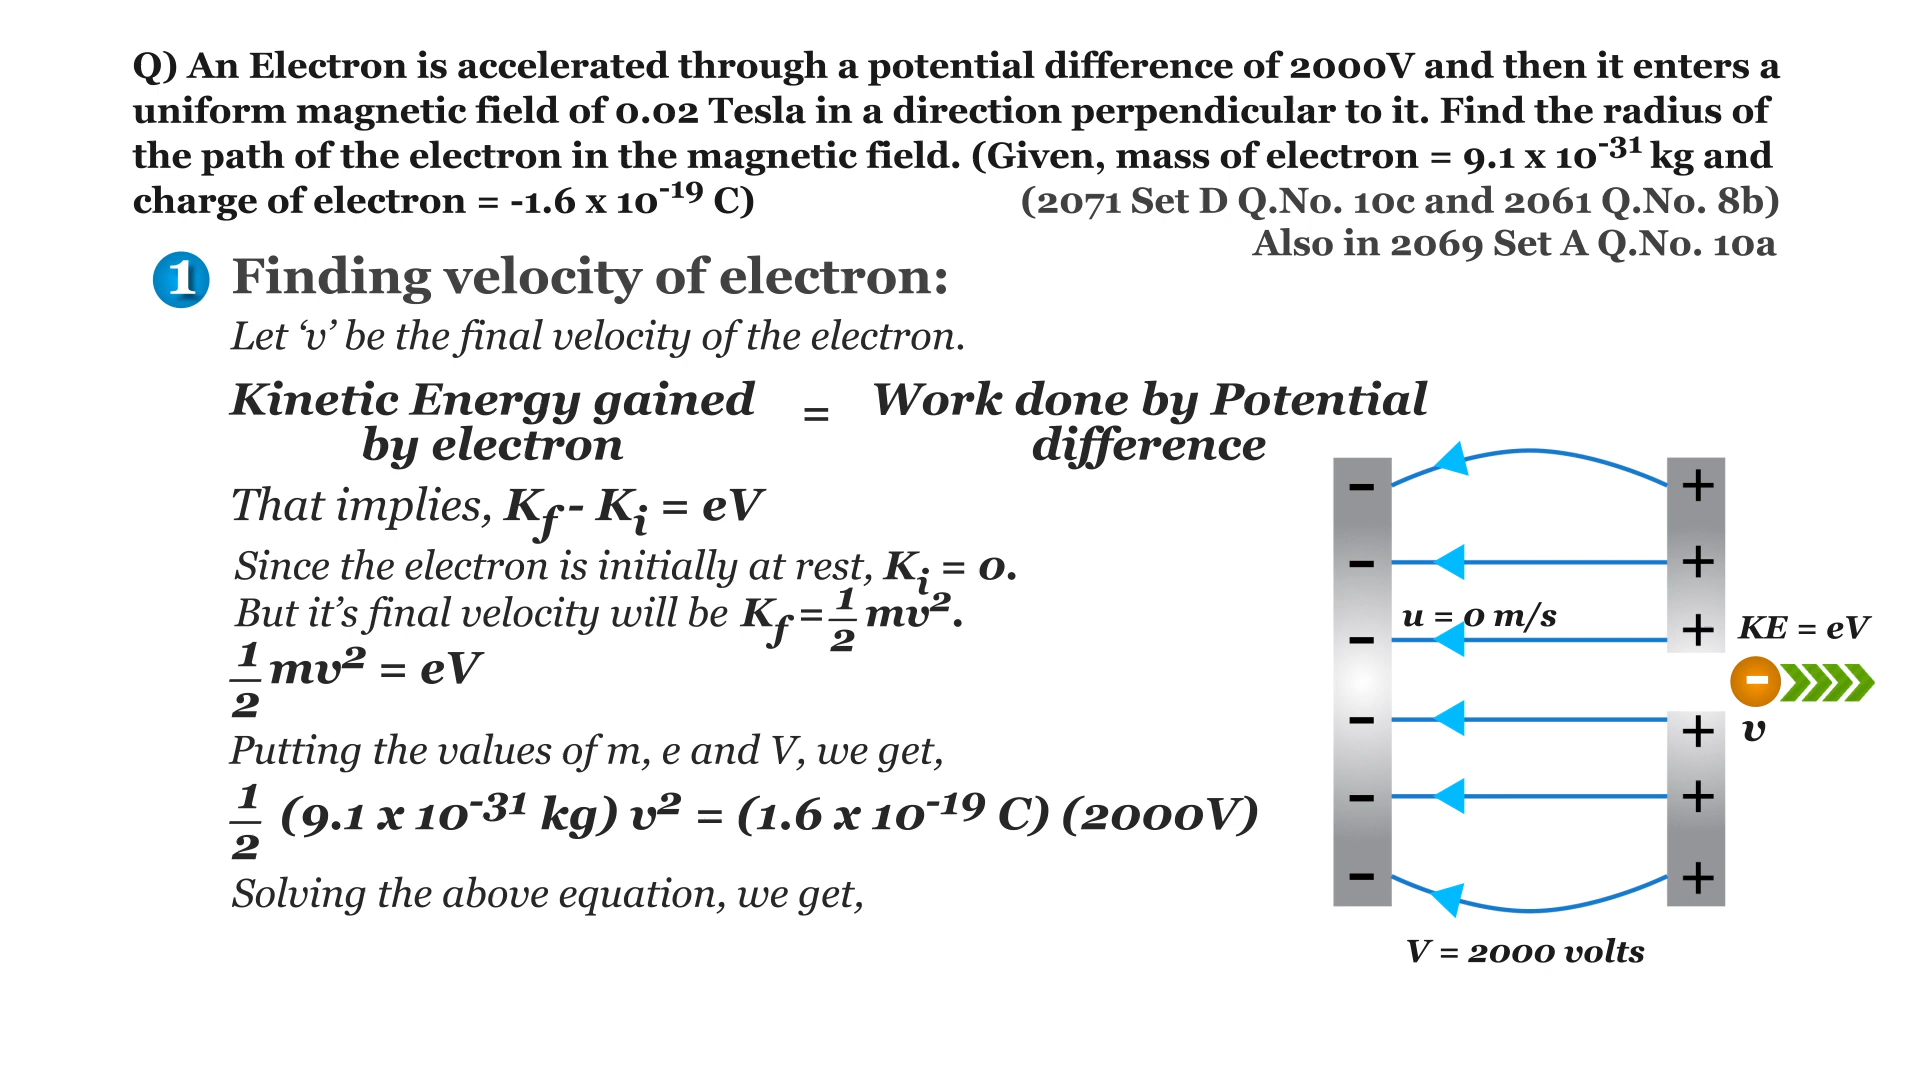 Q) An Electron is accelerated through a potential difference of 2000V and then it enters a
uniform magnetic field of 0.02 Tesla in a direction perpendicular to it. Find the radius of
the path of the electron in the magnetic field. (Given, mass of electron = 9.1 x 10⁻³¹ kg and
charge of electron = -1.6 x 10⁻¹⁹ C) (2071 Set D Q.No. 10c and 2061 Q.No. 8b)
Also in 2069 Set A Q.No. 10a
1 Finding velocity of electron:
Let ‘v’ be the final velocity of the electron.
Kinetic Energy gained = Work done by Potential
by electron difference
That implies, K_f - K_i = eV
Since the electron is initially at rest, K_i = 0.
But it’s final velocity will be K_f = 1/2 mv².
1/2 mv² = eV
Putting the values of m, e and V, we get,
1/2 (9.1 x 10⁻³¹ kg) v² = (1.6 x 10⁻¹⁹ C) (2000V)
Solving the above equation, we get,
- +
- +
u = 0 m/s
- +
KE = eV
-
- +
v
- +
- +
V = 2000 volts